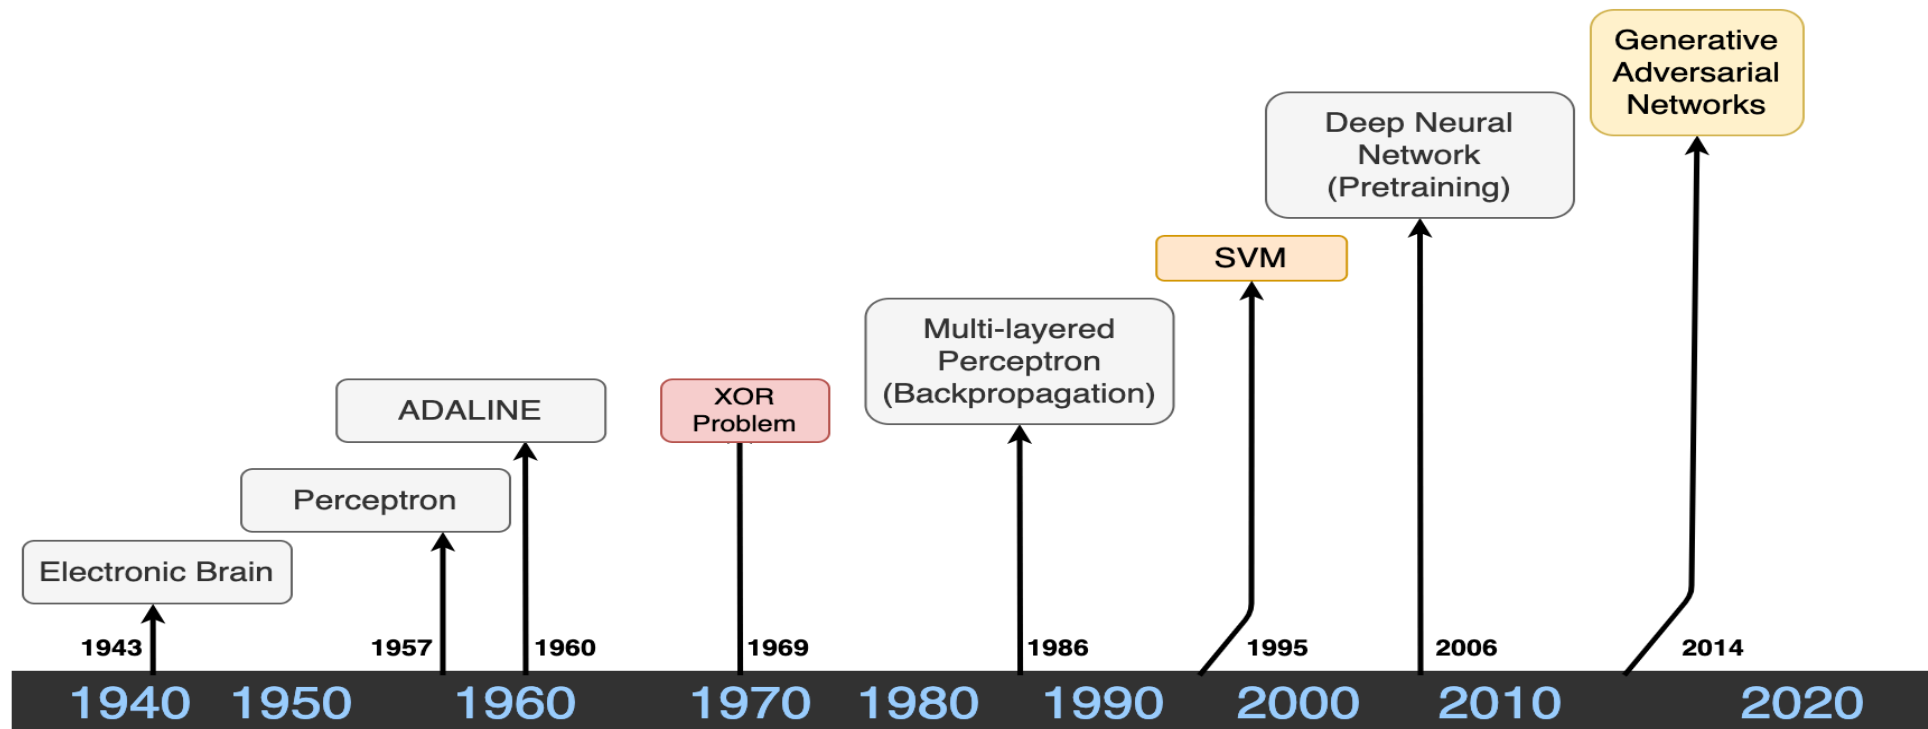 Generative
Adversarial
Networks
Deep Neural
Network
(Pretraining)
SVM
Multi-layered
Perceptron
(Backpropagation)
ADALINE
XOR
Problem
Perceptron
Electronic Brain
1943
1957
1960
1969
1986
1995
2006
2014
1940
1950
1960
1970
1980
1990
2000
2010
2020